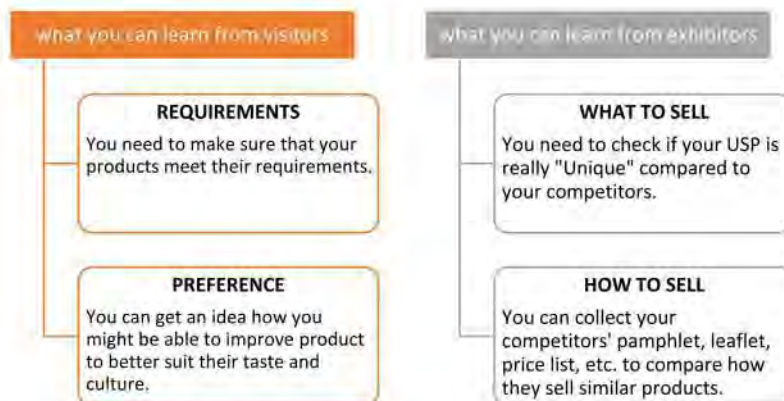 what you can learn from visitors
REQUIREMENTS
You need to make sure that your
products meet their requirements.
PREFERENCE
You can get an idea how you
might be able to improve product
to better suit their taste and
culture.
what you can learn from exhibitors
WHAT TO SELL
You need to check if your USP is
really "Unique" compared to
your competitors.
HOW TO SELL
You can collect your
competitors' pamphlet, leaflet,
price list, etc. to compare how
they sell similar products.